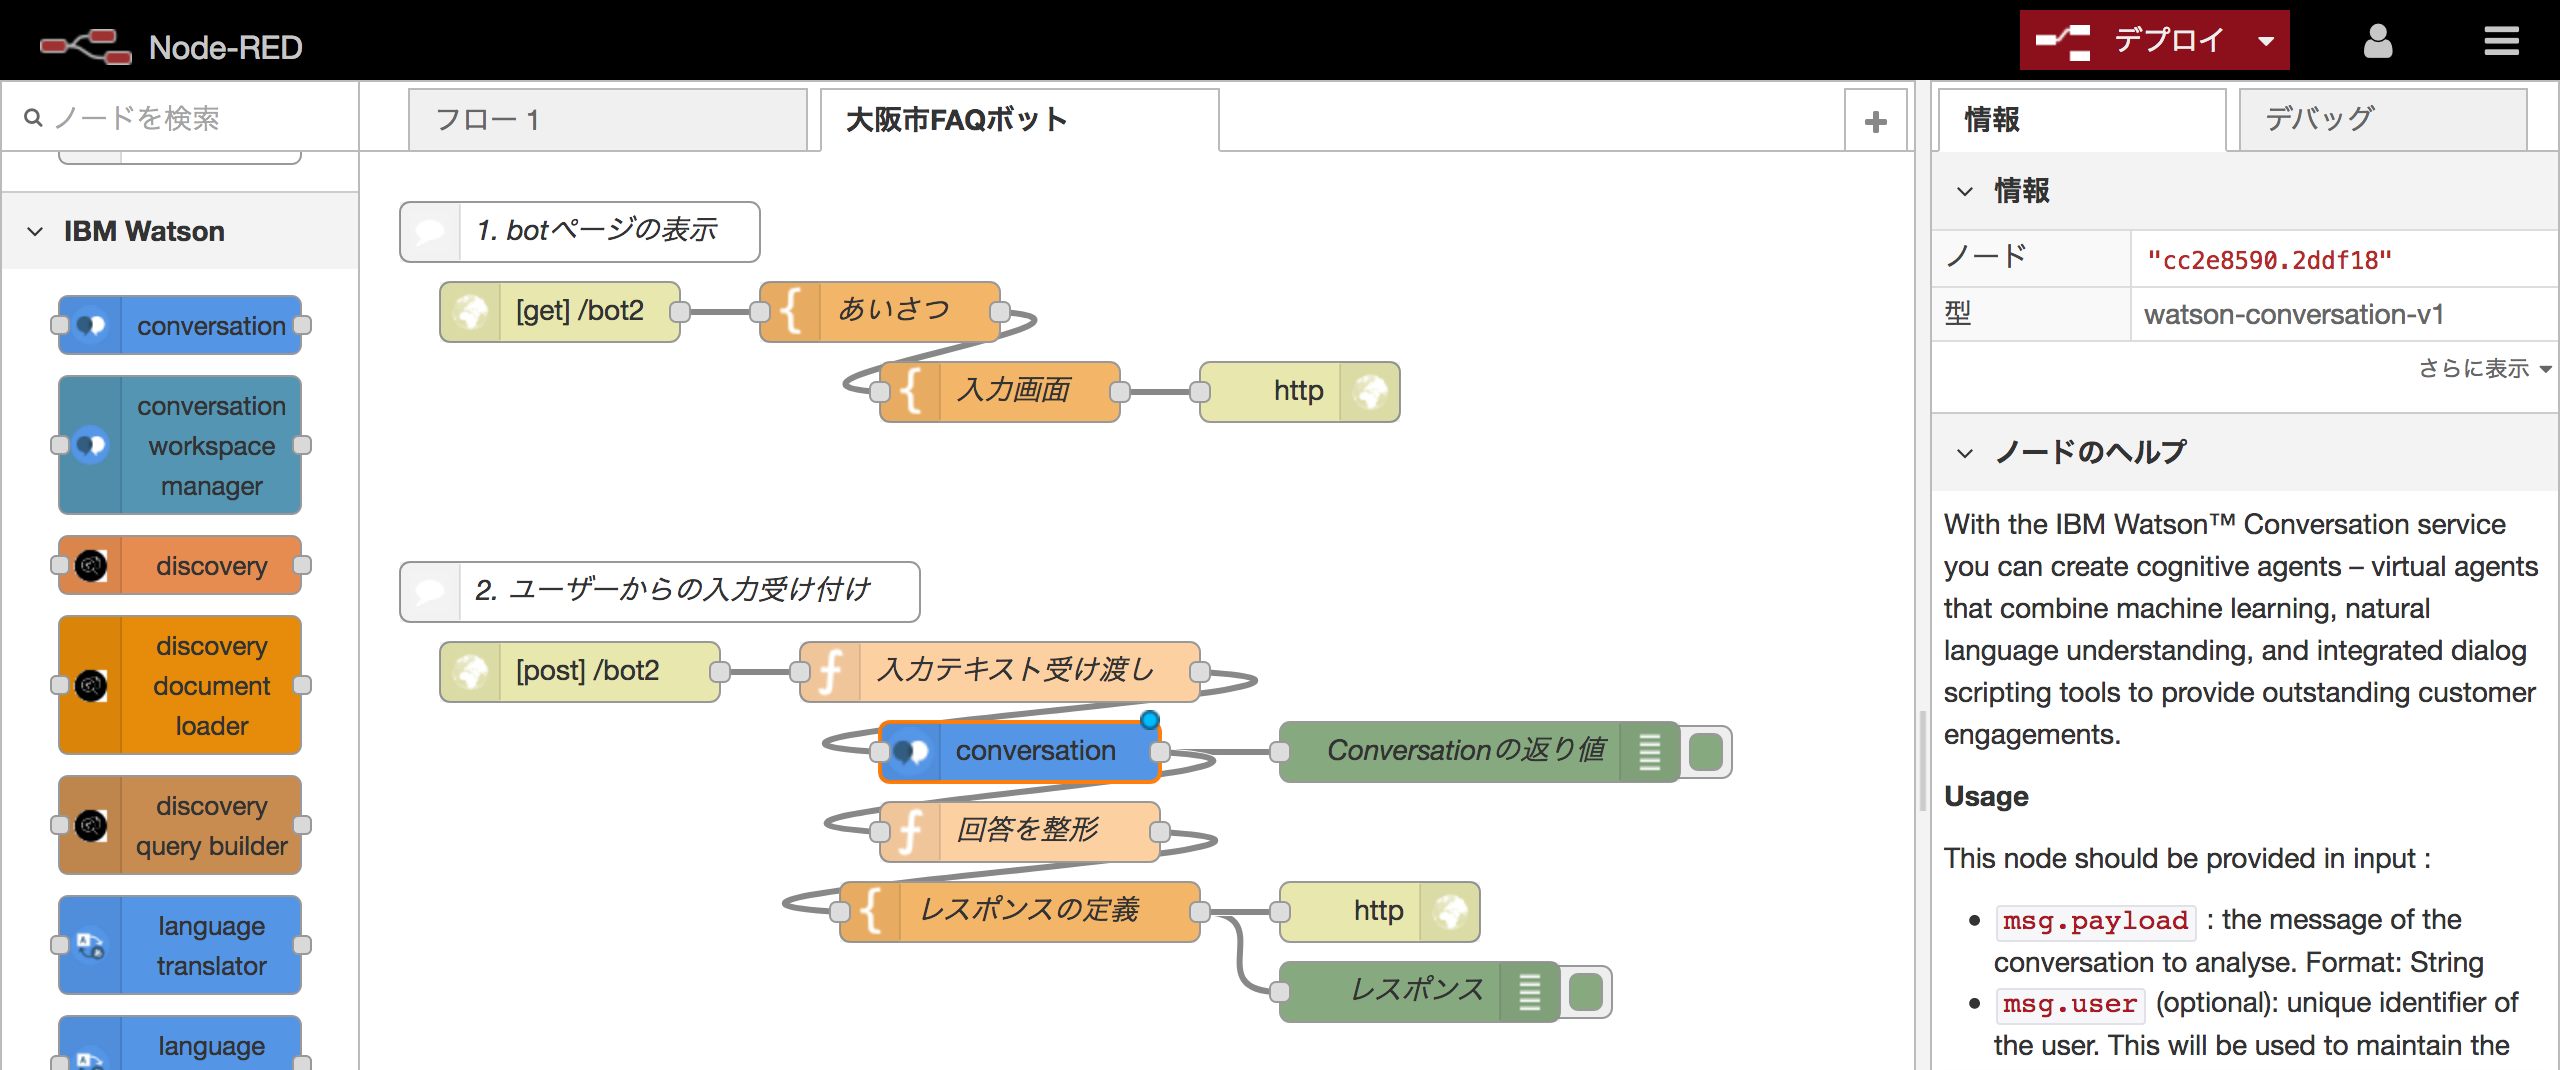 Node-RED
デプロイ
ノードを検索
IBM Watson
conversation
conversation
workspace
manager
discovery
discovery
document
loader
discovery
query builder
language
translator
language
フロー 1
大阪市FAQボット
1. botページの表示
[get] /bot2
あいさつ
入力画面
http
2. ユーザーからの入力受け付け
[post] /bot2
入力テキスト受け渡し
conversation
Conversationの返り値
回答を整形
レスポンスの定義
http
レスポンス
情報
デバッグ
情報
ノード
"cc2e8590.2ddf18"
型
watson-conversation-v1
さらに表示
ノードのヘルプ
With the IBM Watson™ Conversation service
you can create cognitive agents – virtual agents
that combine machine learning, natural
language understanding, and integrated dialog
scripting tools to provide outstanding customer
engagements.
Usage
This node should be provided in input :
msg.payload : the message of the
conversation to analyse. Format: String
msg.user (optional): unique identifier of
the user. This will be used to maintain the